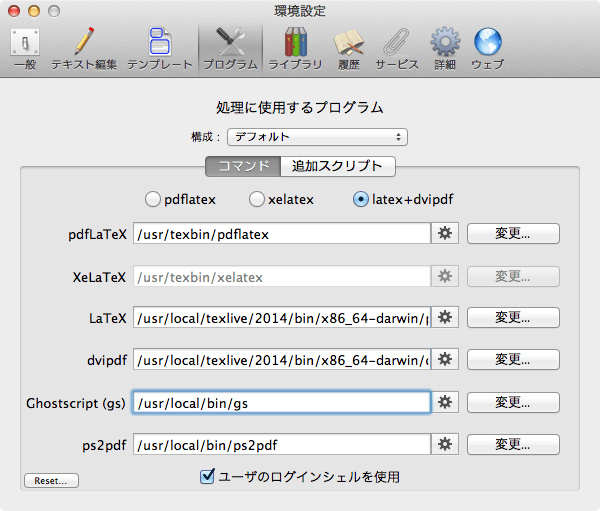 環境設定
一般 テキスト編集 テンプレート プログラム ライブラリ 履歴 サービス 詳細 ウェブ
処理に使用するプログラム
構成： デフォルト
コマンド 追加スクリプト
pdflatex xelatex latex+dvipdf
pdfLaTeX /usr/texbin/pdflatex 変更...
XeLaTeX /usr/texbin/xelatex 変更...
LaTeX /usr/local/texlive/2014/bin/x86_64-darwin/ 変更...
dvipdf /usr/local/texlive/2014/bin/x86_64-darwin/ 変更...
Ghostscript (gs) /usr/local/bin/gs 変更...
ps2pdf /usr/local/bin/ps2pdf 変更...
Reset... ユーザのログインシェルを使用